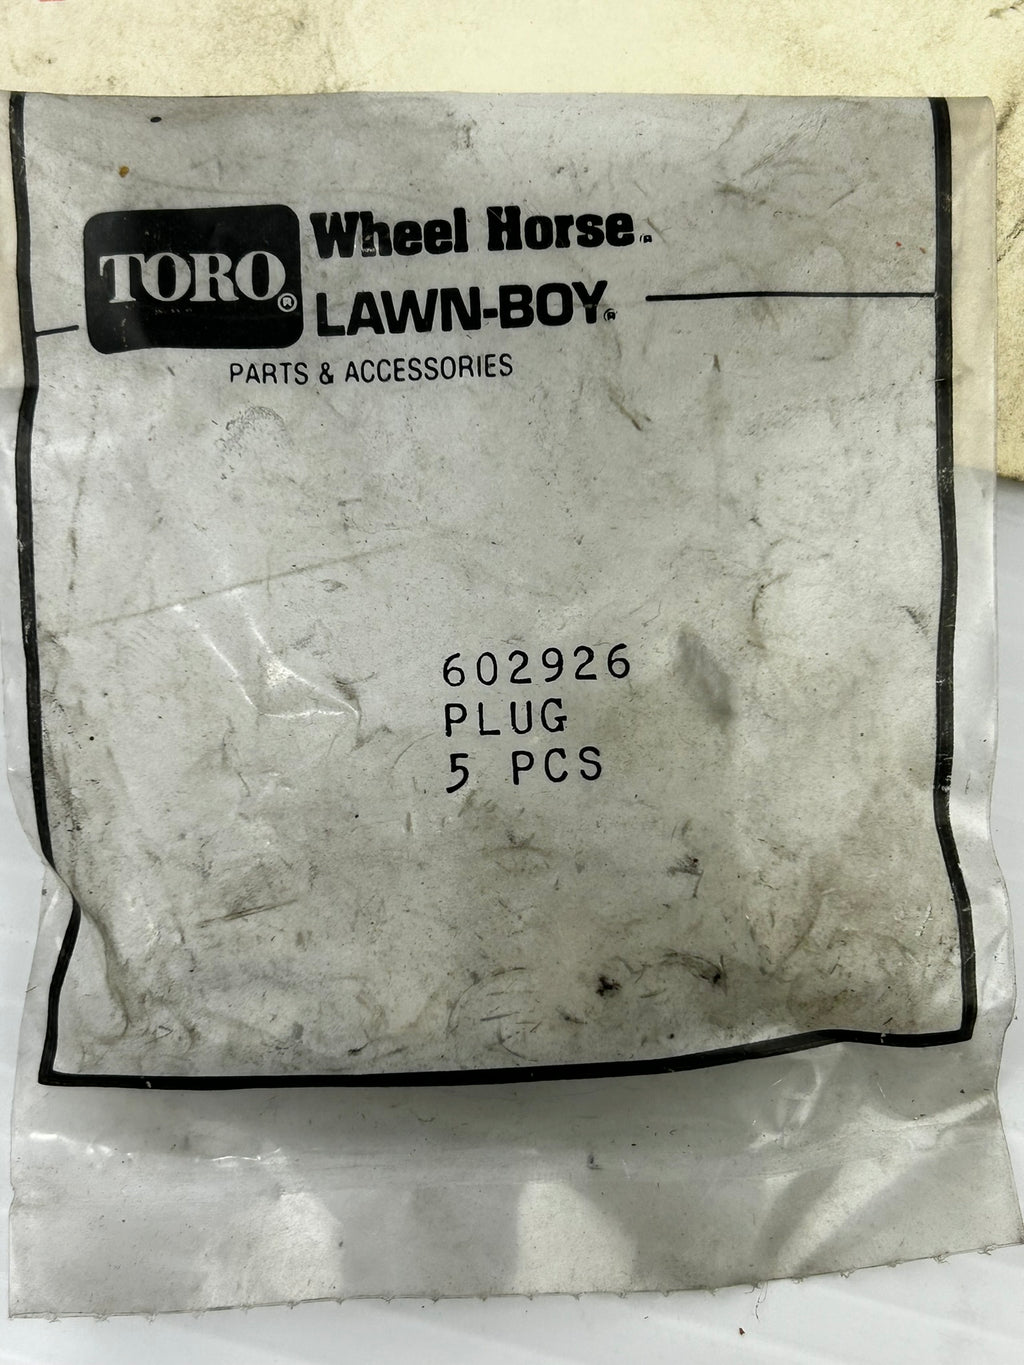 TORO®
Wheel Horse®
LAWN-BOY®
PARTS & ACCESSORIES
602926
PLUG
5 PCS